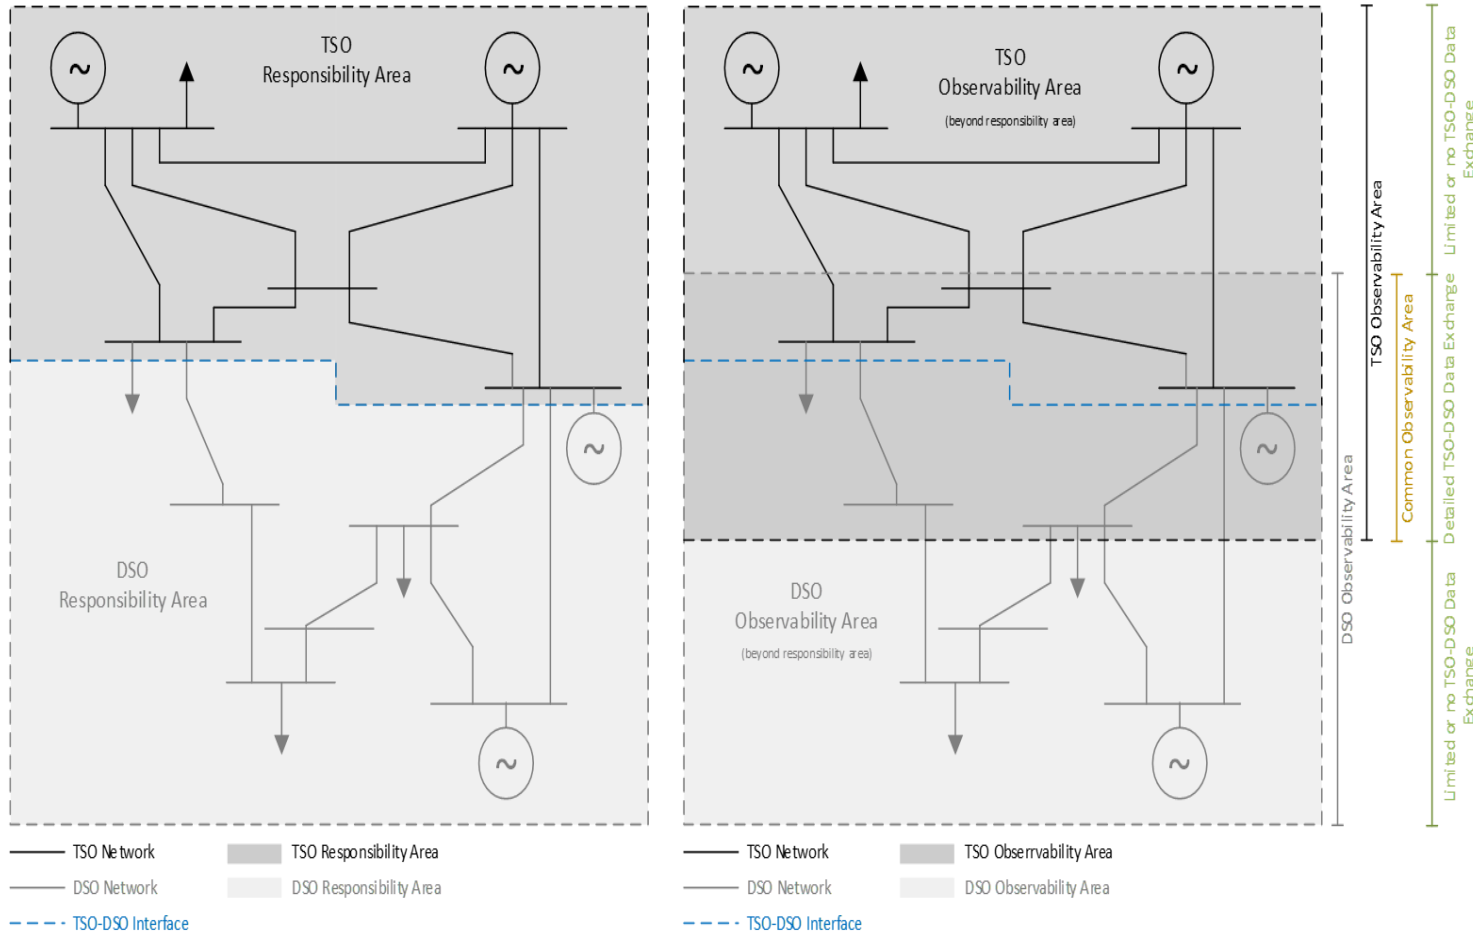 TSO
Responsibility Area
DSO
Responsibility Area
TSO Network
TSO Responsibility Area
DSO Network
DSO Responsibility Area
TSO-DSO Interface
TSO
Observability Area
(beyond responsibility area)
DSO
Observability Area
(beyond responsibility area)
TSO Network
TSO Obserrvability Area
DSO Network
DSO Observability Area
TSO-DSO Interface
DSO Observability Area
TSO Observability Area
Common Observability Area
Limited or no TSO-DSO Data
Exchange
Detailed TSO-DSO Data Exchange
Limited or no TSO-DSO Data
Exchange